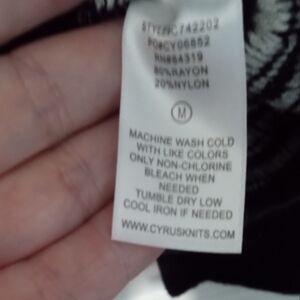 STYLE#C742202
PO#CY06852
RN#84319
80%RAYON
20%NYLON
M
MACHINE WASH COLD
WITH LIKE COLORS
ONLY NON-CHLORINE
BLEACH WHEN
NEEDED
TUMBLE DRY LOW
COOL IRON IF NEEDED
WWW.CYRUSKNITS.COM